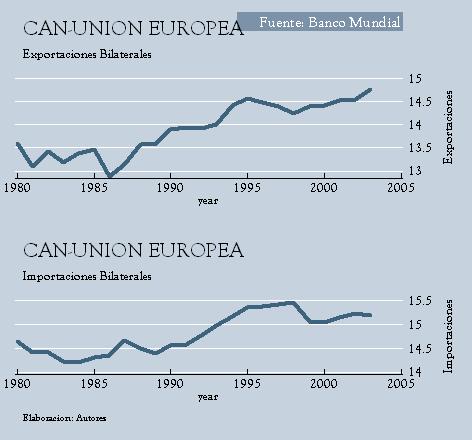 CAN-UNION EUROPEA
Fuente: Banco Mundial
Exportaciones Bilaterales
15
14.5
14
13.5
13
Exportaciones
1980 1985 1990 1995 2000 2005
year
CAN-UNION EUROPEA
Importaciones Bilaterales
15.5
15
14.5
14
Importaciones
1980 1985 1990 1995 2000 2005
year
Elaboracion: Autores